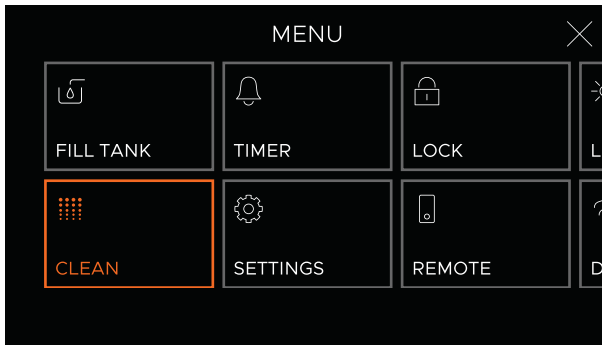 MENU
FILL TANK
TIMER
LOCK
L
CLEAN
SETTINGS
REMOTE
D